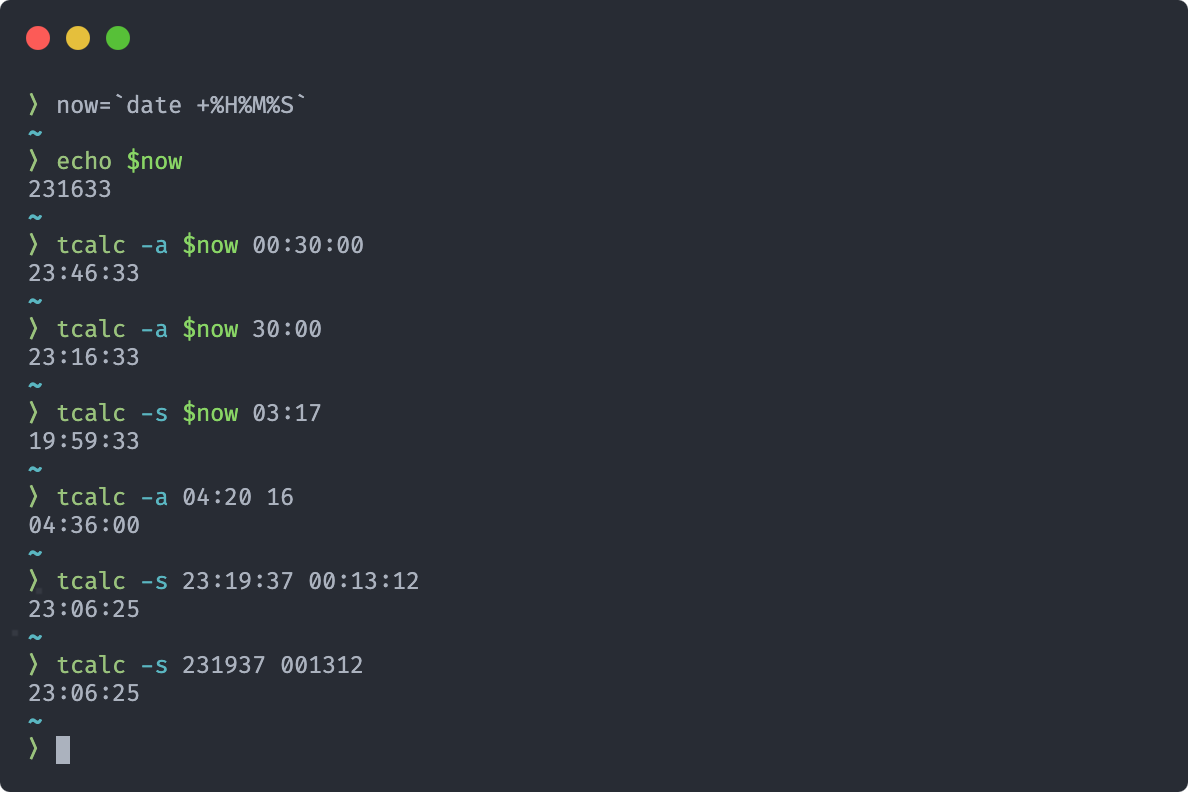 ❯ now=`date +%H%M%S`
~
❯ echo $now
231633
~
❯ tcalc -a $now 00:30:00
23:46:33
~
❯ tcalc -a $now 30:00
23:16:33
~
❯ tcalc -s $now 03:17
19:59:33
~
❯ tcalc -a 04:20 16
04:36:00
~
❯ tcalc -s 23:19:37 00:13:12
23:06:25
~
❯ tcalc -s 231937 001312
23:06:25
~
❯